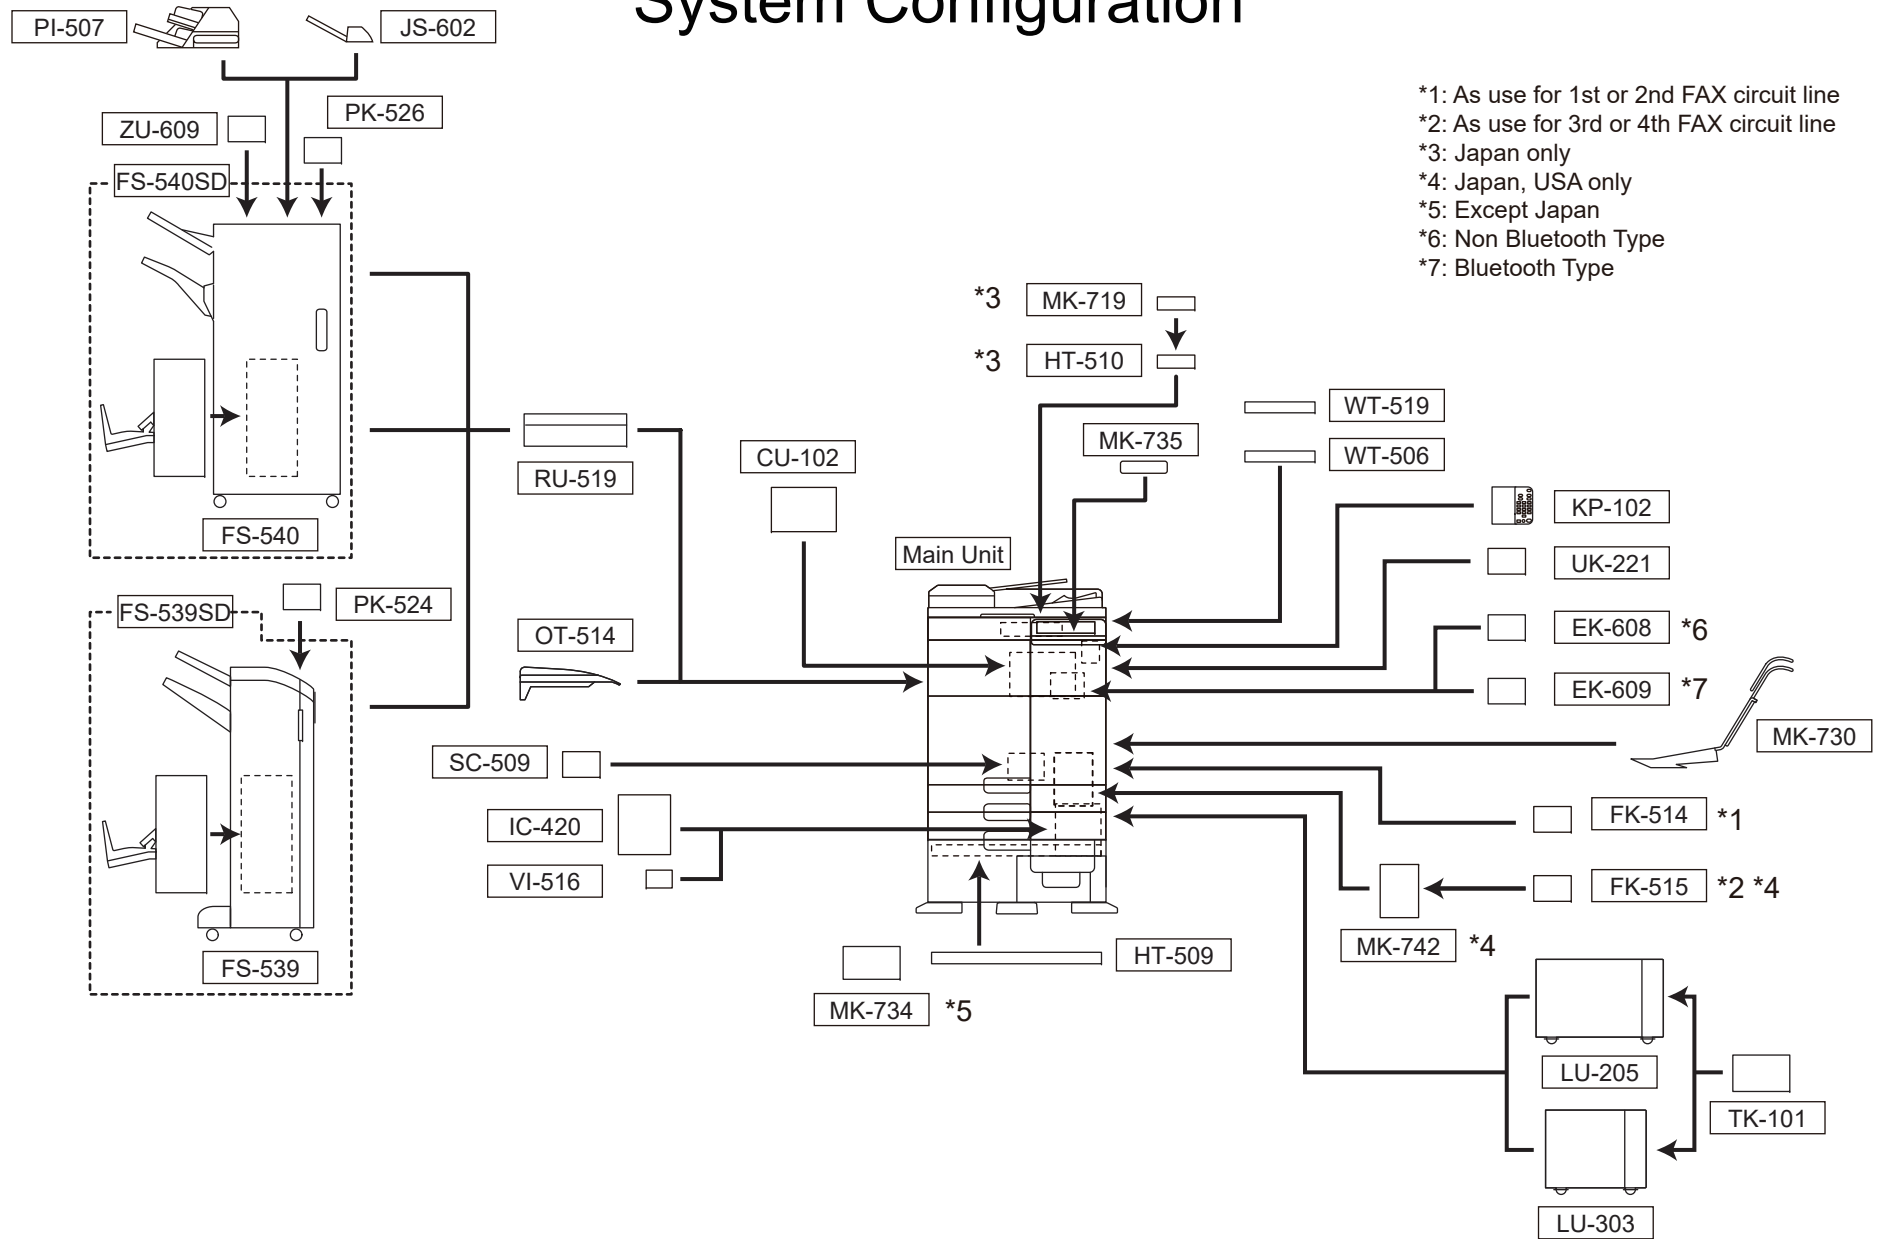 System Configuration
PI-507
JS-602
ZU-609
PK-526
FS-540SD
FS-540
PK-524
FS-539SD
FS-539
*1: As use for 1st or 2nd FAX circuit line
*2: As use for 3rd or 4th FAX circuit line
*3: Japan only
*4: Japan, USA only
*5: Except Japan
*6: Non Bluetooth Type
*7: Bluetooth Type
*3 MK-719
*3 HT-510
WT-519
MK-735
WT-506
CU-102
RU-519
KP-102
Main Unit
UK-221
OT-514
EK-608 *6
EK-609 *7
MK-730
SC-509
IC-420
VI-516
FK-514 *1
FK-515 *2 *4
MK-742 *4
HT-509
MK-734 *5
LU-205
TK-101
LU-303